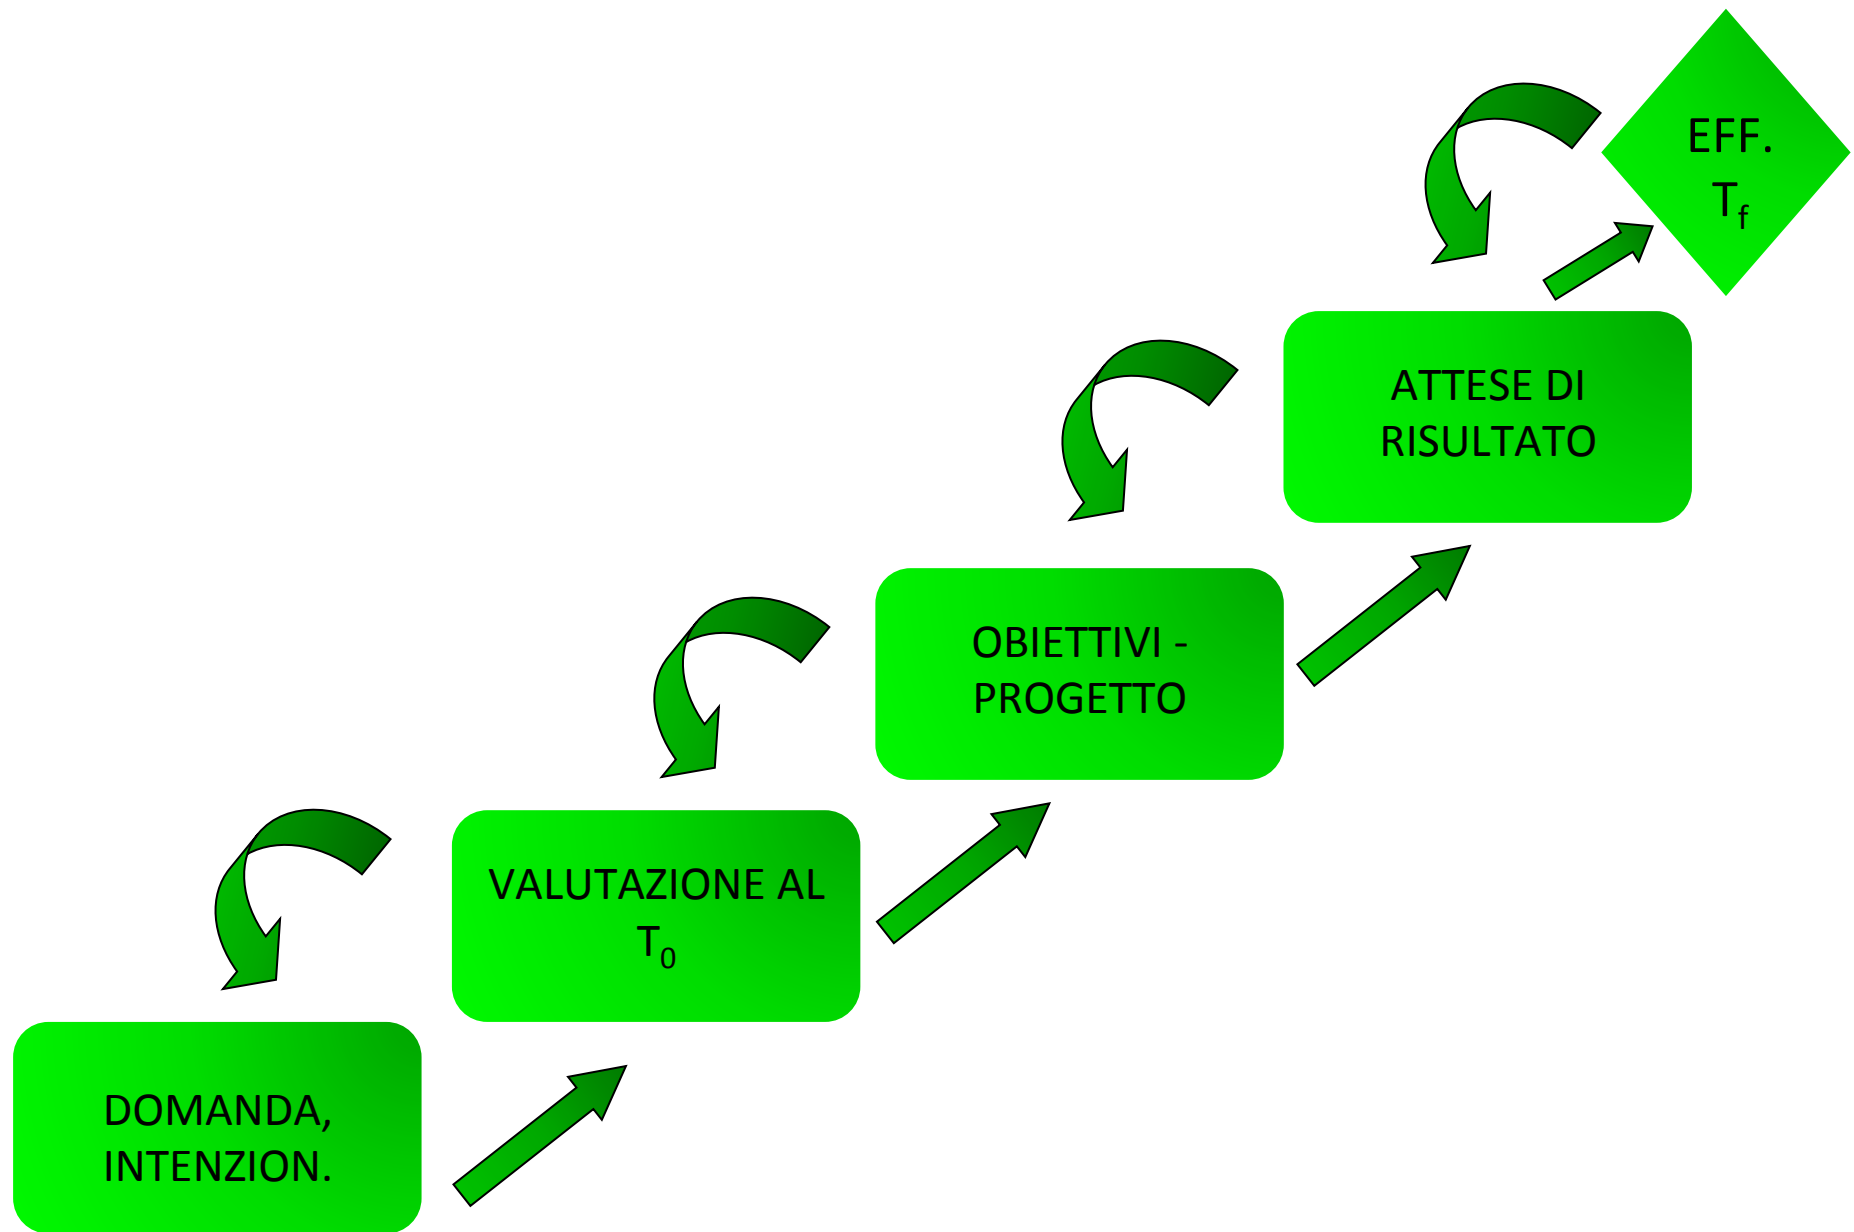 EFF.
Tf
ATTESE DI
RISULTATO
OBIETTIVI -
PROGETTO
VALUTAZIONE AL
T0
DOMANDA,
INTENZION.